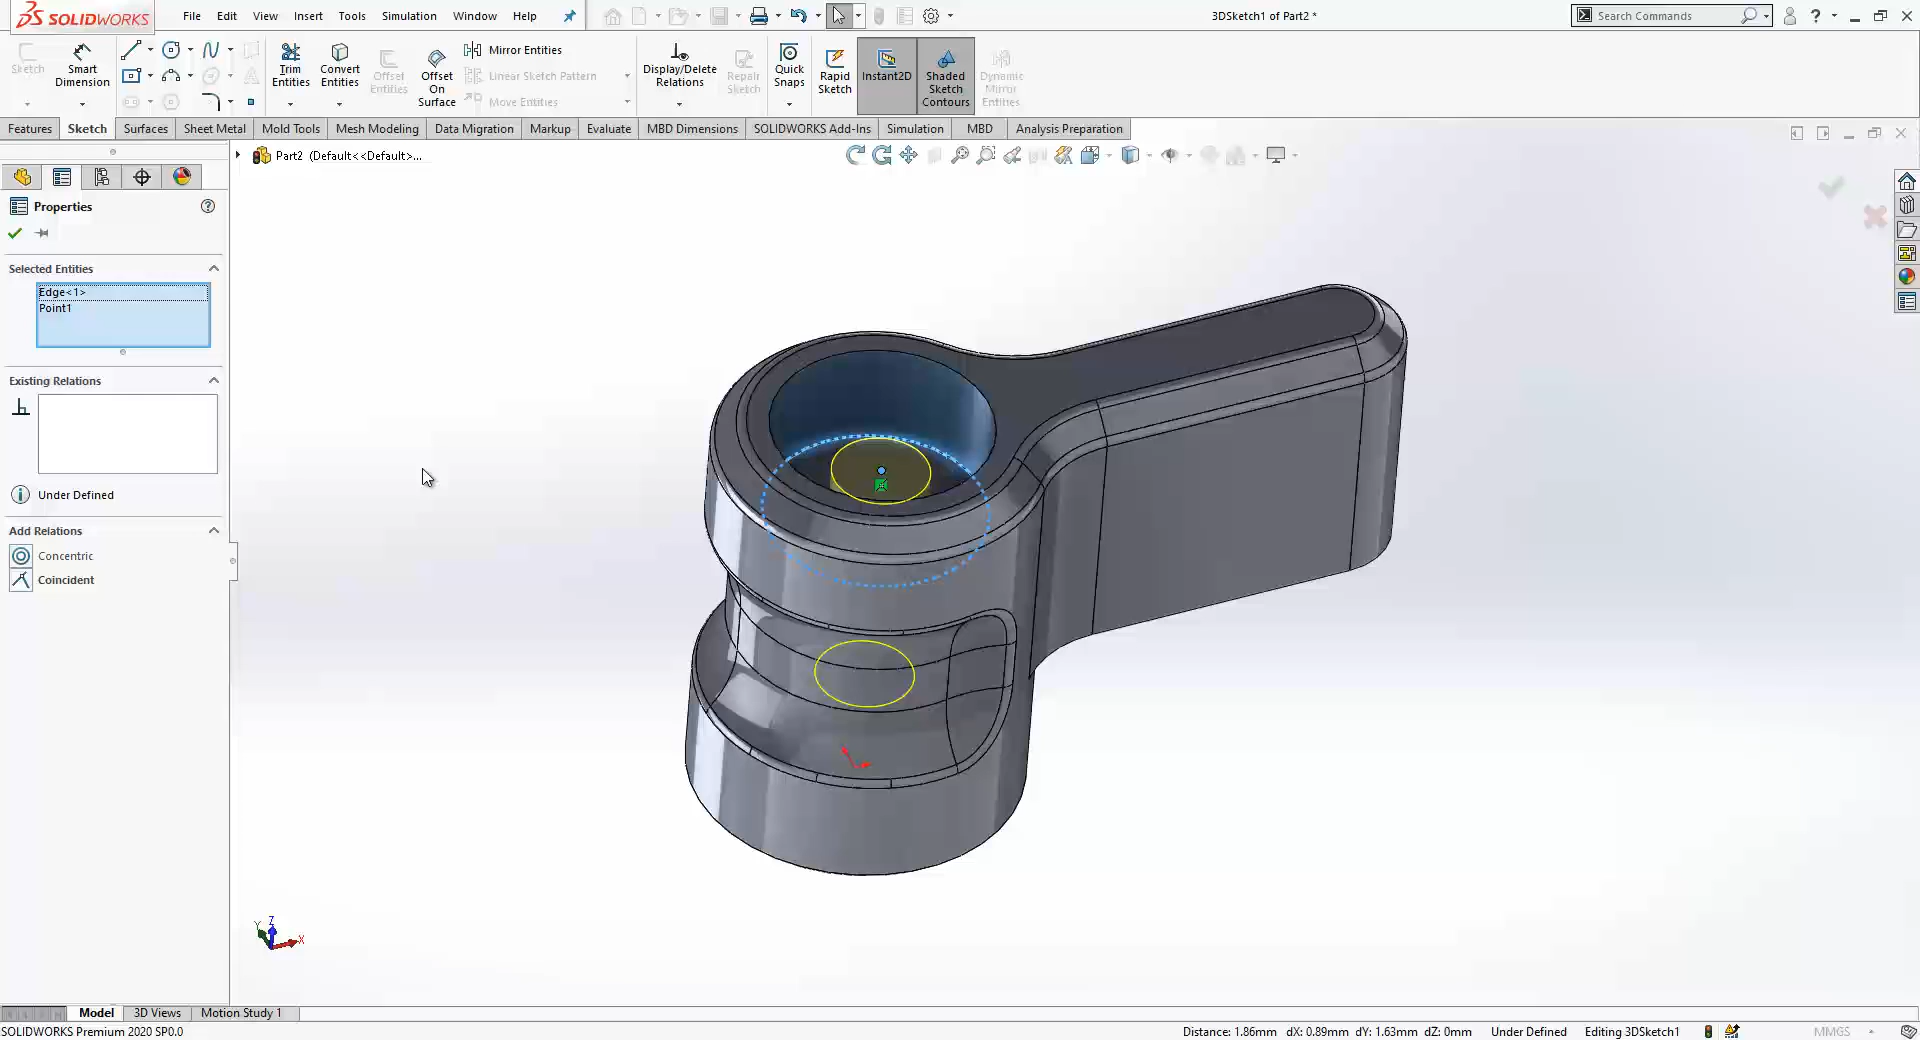 SOLIDWORKS
File Edit View Insert Tools Simulation Window Help
3DSketch1 of Part2 *
Search Commands
Sketch
Smart Dimension
Trim Entities
Convert Entities
Offset Entities
Offset On Surface
Mirror Entities
Linear Sketch Pattern
Move Entities
Display/Delete Relations
Repair Sketch
Quick Snaps
Rapid Sketch
Instant2D
Shaded Sketch Contours
Dynamic Mirror Entities
Features Sketch Surfaces Sheet Metal Mold Tools Mesh Modeling Data Migration Markup Evaluate MBD Dimensions SOLIDWORKS Add-Ins Simulation MBD Analysis Preparation
Part2 (Default<<Default>...
Properties
Selected Entities
Edge<1>
Point1
Existing Relations
Under Defined
Add Relations
Concentric
Coincident
Z
Y
X
Model 3D Views Motion Study 1
SOLIDWORKS Premium 2020 SP0.0
Distance: 1.86mm dX: 0.89mm dY: 1.63mm dZ: 0mm Under Defined Editing 3DSketch1 MMGS